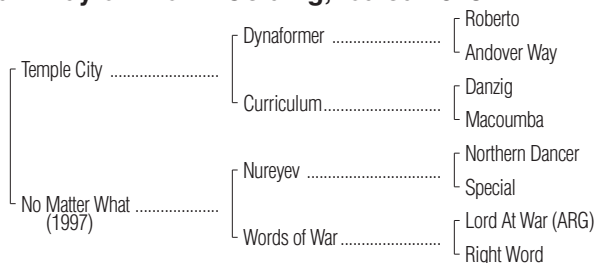 Roberto
Dynaformer ............................
Andover Way
Temple City ............................
Danzig
Curriculum..............................
Macoumba
Northern Dancer
Nureyev ..................................
Special
No Matter What ......................
(1997)
Lord At War (ARG)
Words of War..........................
Right Word